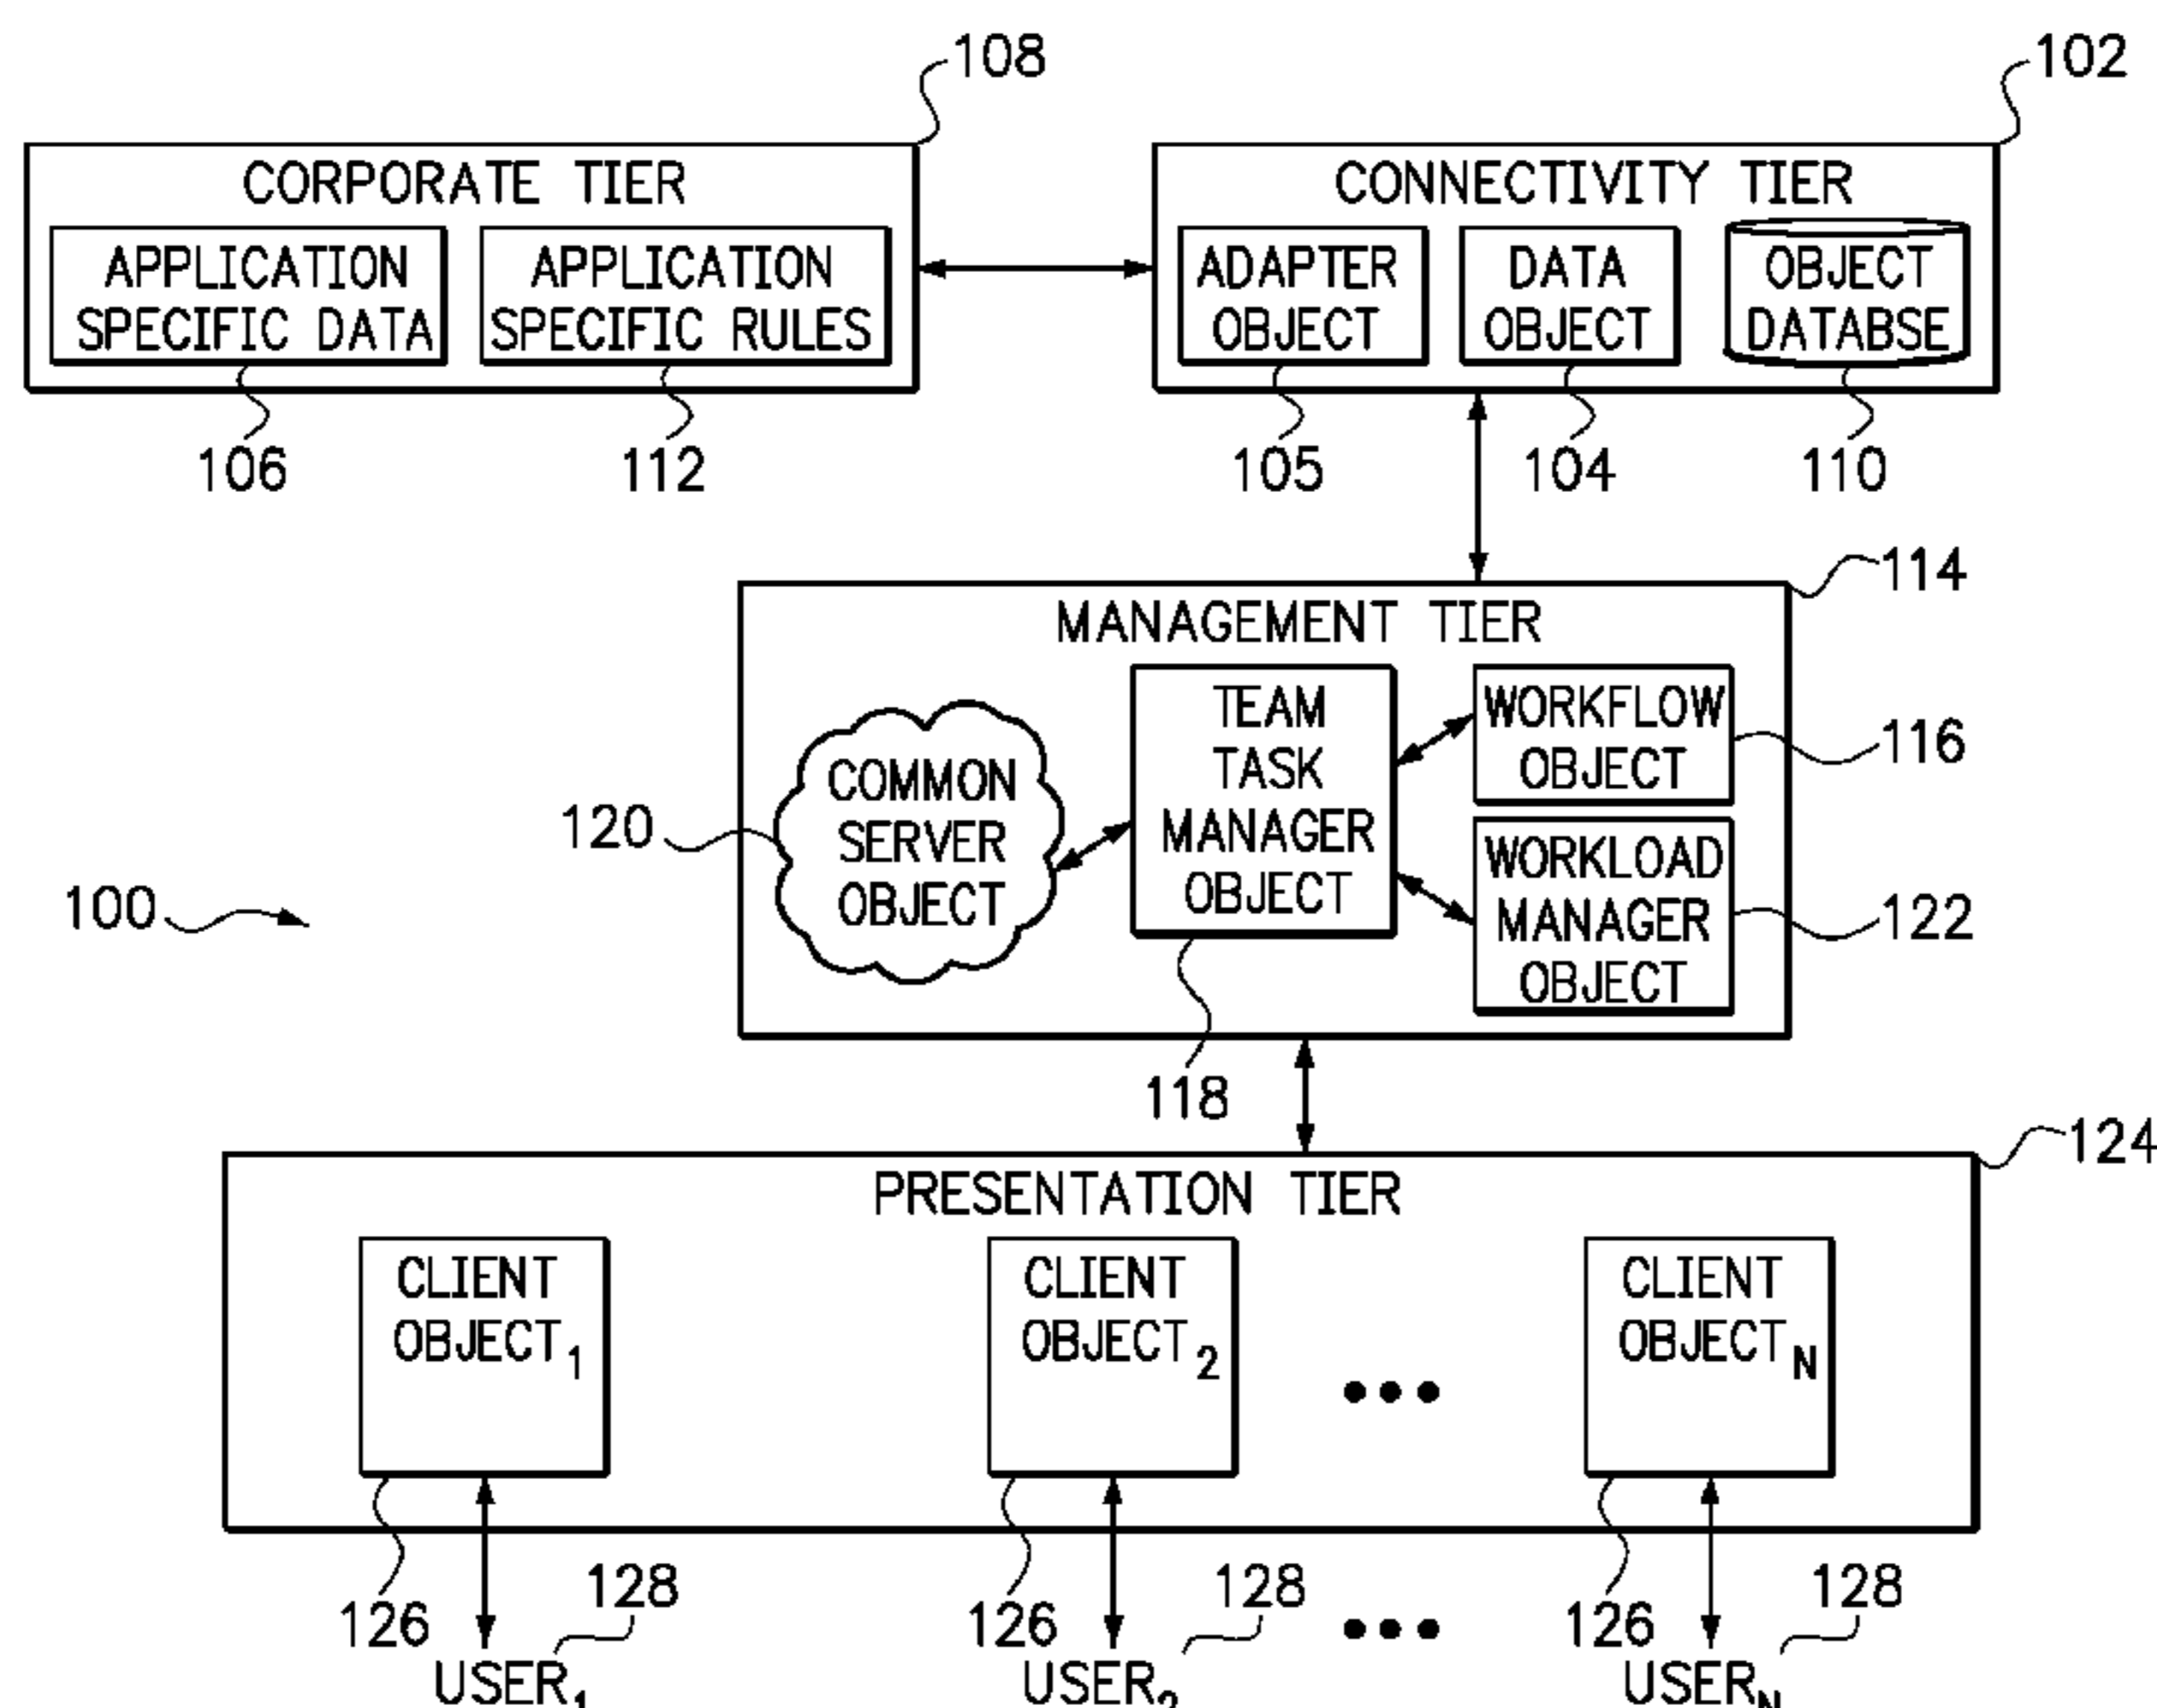 108
102
CORPORATE TIER
APPLICATION
SPECIFIC DATA
APPLICATION
SPECIFIC RULES
CONNECTIVITY TIER
ADAPTER
OBJECT
DATA
OBJECT
OBJECT
DATABSE
106
112
105
104
110
114
MANAGEMENT TIER
COMMON
SERVER
OBJECT
TEAM
TASK
MANAGER
OBJECT
WORKFLOW
OBJECT
WORKLOAD
MANAGER
OBJECT
116
120
122
100
118
124
PRESENTATION TIER
CLIENT
OBJECT1
CLIENT
OBJECT2
•••
CLIENT
OBJECTN
126
128
126
128
•••
126
128
USER1
USER2
USERN